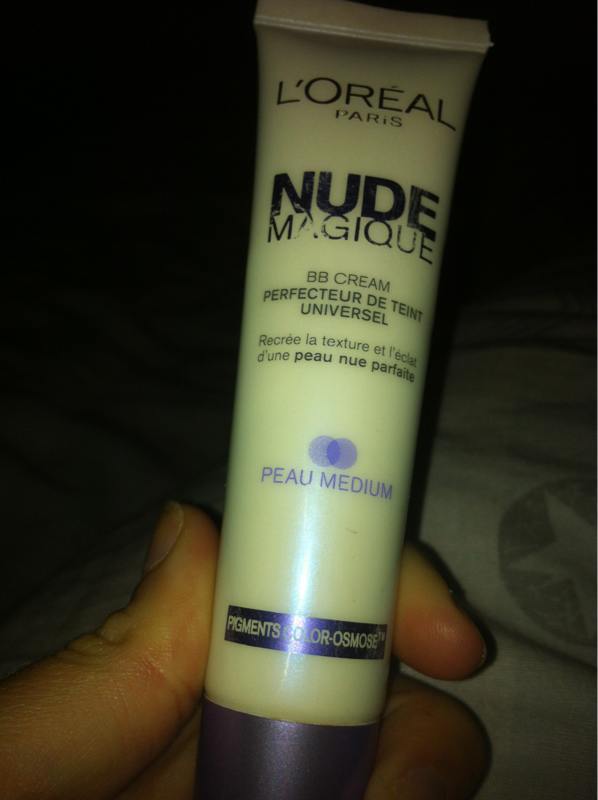 L'ORÉAL
PARiS
NUDE
MAGIQUE
BB CREAM
PERFECTEUR DE TEINT
UNIVERSEL
Recrée la texture et l'éclat
d'une peau nue parfaite
PEAU MEDIUM
PIGMENTS COLOR-OSMOSE™